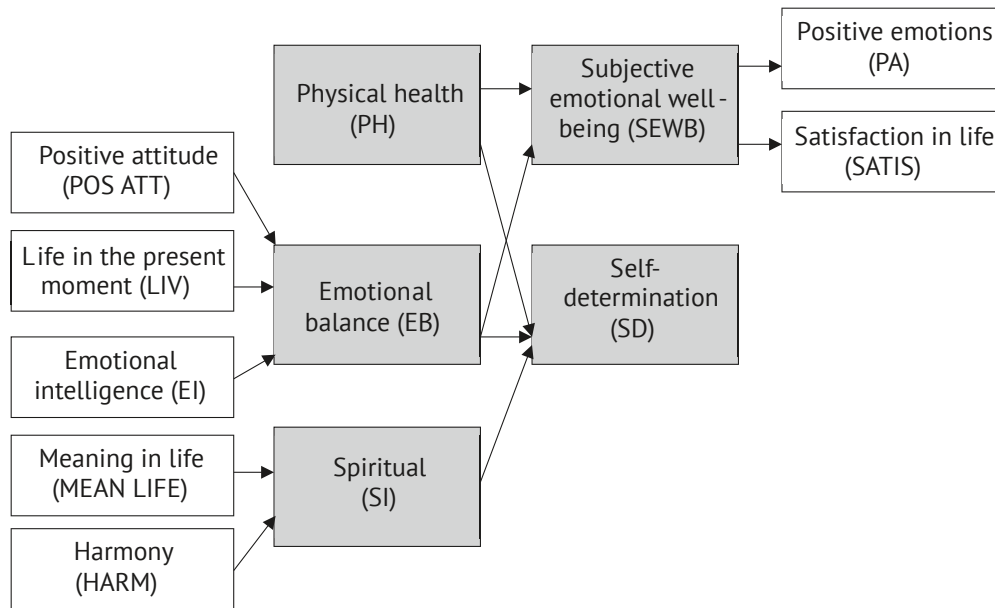 Positive emotions
(PA)
Physical health
(PH)
Subjective
emotional well -
being (SEWB)
Satisfaction in life
(SATIS)
Positive attitude
(POS ATT)
Life in the present
moment (LIV)
Emotional
balance (EB)
Self-
determination
(SD)
Emotional
intelligence (EI)
Meaning in life
(MEAN LIFE)
Spiritual
(SI)
Harmony
(HARM)